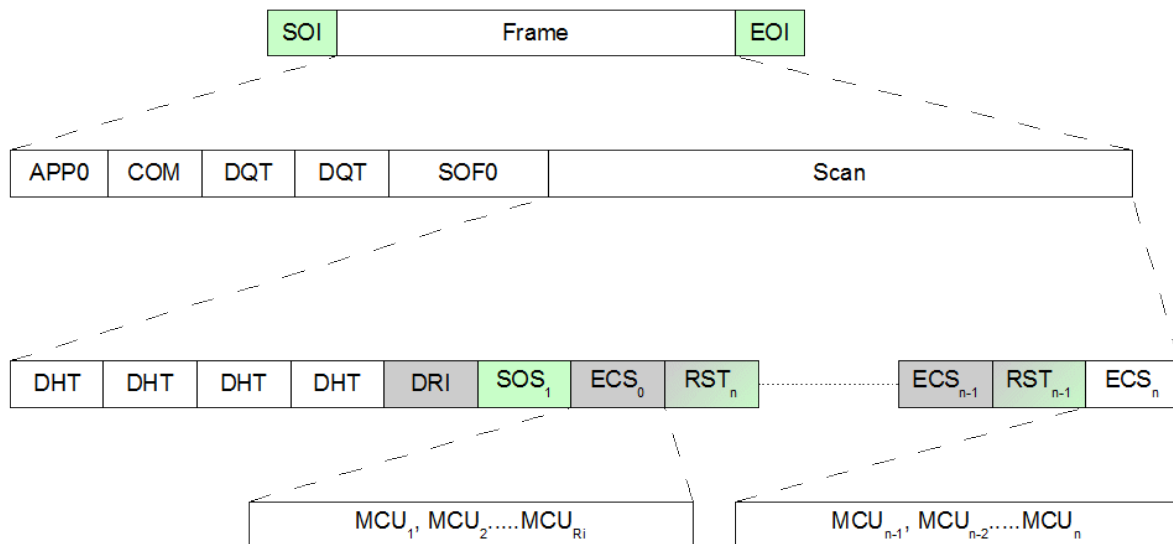 SOI Frame EOI
APP0 COM DQT DQT SOF0 Scan
DHT DHT DHT DHT DRI SOS₁ ECS₀ RSTₙ ECSₙ₋₁ RSTₙ₋₁ ECSₙ
MCU₁, MCU₂.....MCU_Ri MCUₙ₋₁, MCUₙ₋₂.....MCUₙ